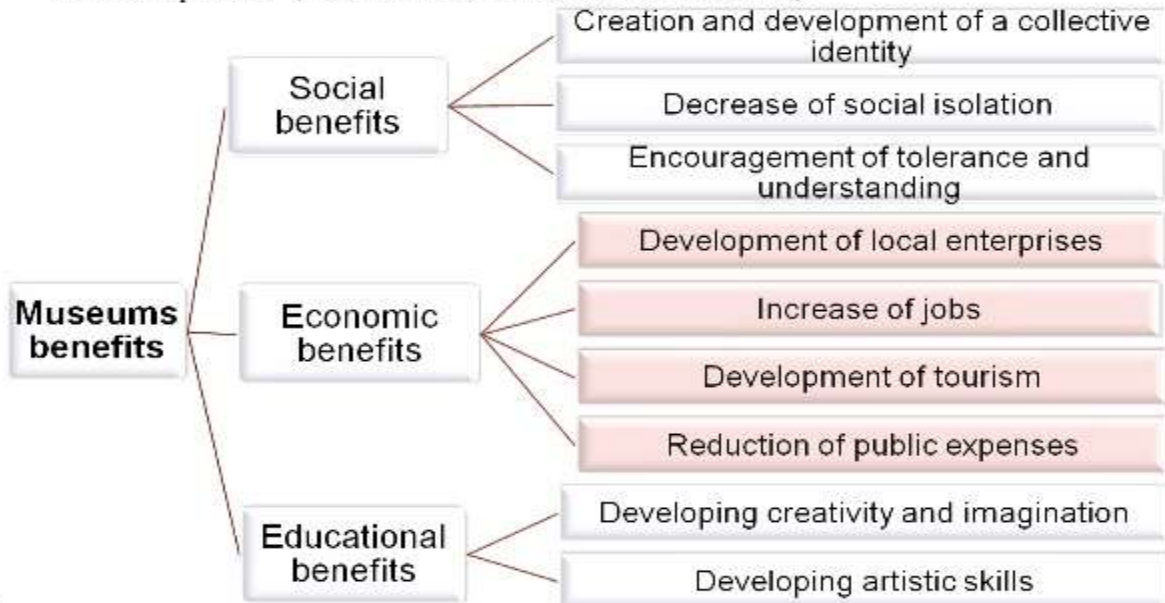 Creation and development of a collective
identity
Social
benefits
Decrease of social isolation
Encouragement of tolerance and
understanding
Museums
benefits
Economic
benefits
Development of local enterprises
Increase of jobs
Development of tourism
Reduction of public expenses
Educational
benefits
Developing creativity and imagination
Developing artistic skills